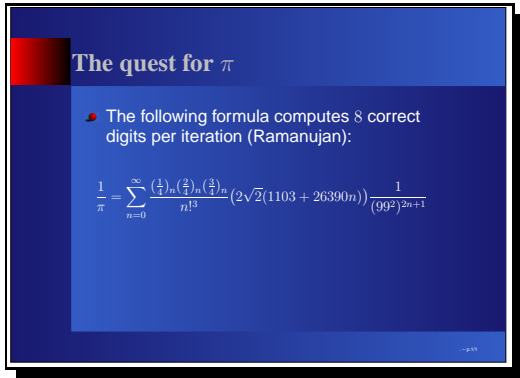 The quest for π
The following formula computes 8 correct
digits per iteration (Ramanujan):
1/π = ∑_{n=0}^{∞} (1/4)_n(2/4)_n(3/4)_n / n!^3 (2√2(1103 + 26390n)) 1/(99^2)^{2n+1}